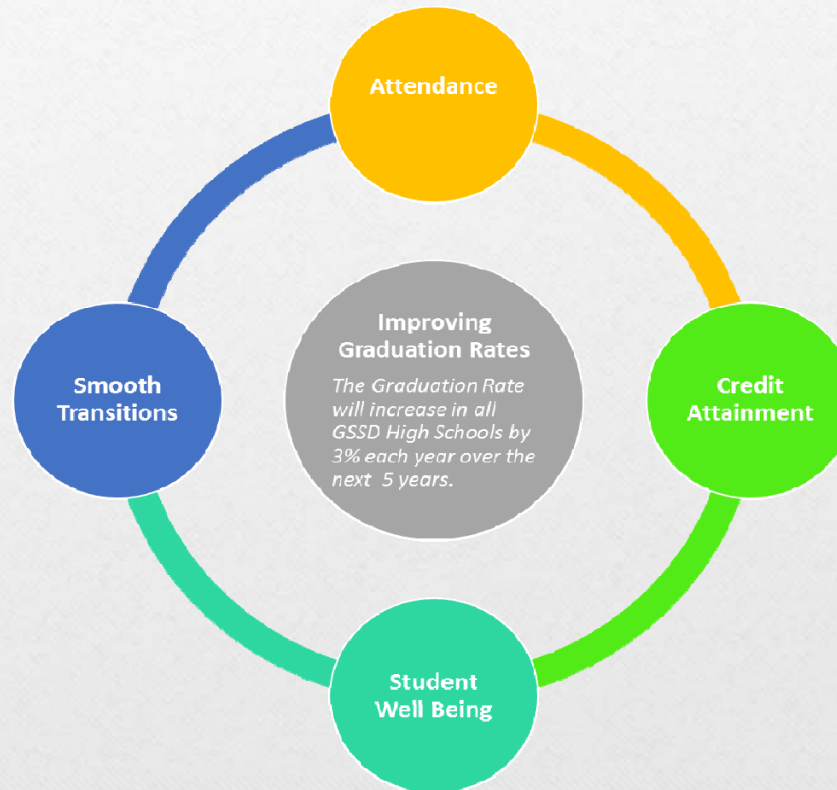 Attendance
Improving
Graduation Rates
The Graduation Rate
will increase in all
GSSD High Schools by
3% each year over the
next 5 years.
Smooth
Transitions
Credit
Attainment
Student
Well Being